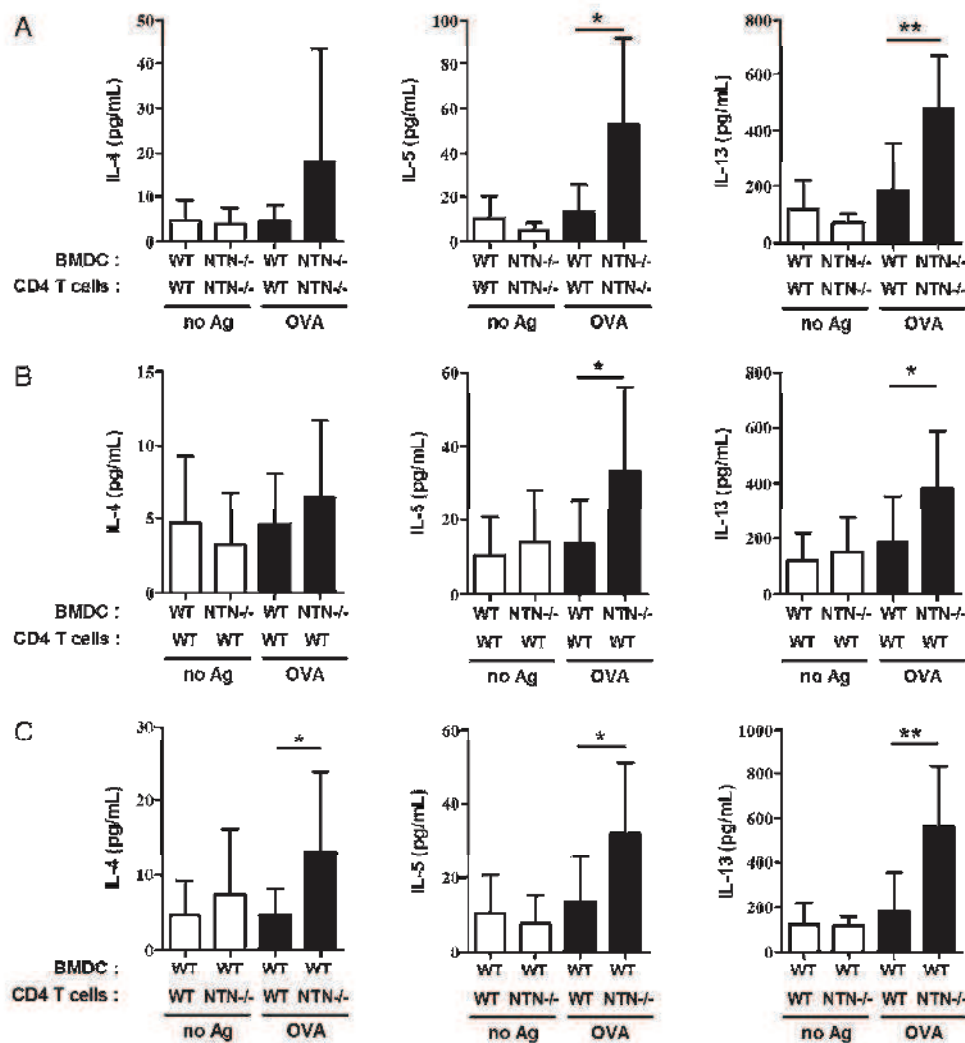 A
IL-4 (pg/mL)
50
40
30
20
10
0
IL-5 (pg/mL)
100
80
60
40
20
0
*
IL-13 (pg/mL)
800
600
400
200
0
**
BMDC : WT NTN-/- WT NTN-/- WT NTN-/- WT NTN-/- WT NTN-/- WT NTN-/-
CD4 T cells : WT NTN-/- WT NTN-/- WT NTN-/- WT NTN-/- WT NTN-/- WT NTN-/-
no Ag OVA no Ag OVA no Ag OVA
B
IL-4 (pg/mL)
15
10
5
0
IL-5 (pg/mL)
60
40
20
0
*
IL-13 (pg/mL)
800
600
400
200
0
*
BMDC : WT NTN-/- WT NTN-/- WT NTN-/- WT NTN-/- WT NTN-/- WT NTN-/-
CD4 T cells : WT WT WT WT WT WT WT WT WT WT WT WT
no Ag OVA no Ag OVA no Ag OVA
C
IL-4 (pg/mL)
30
20
10
0
*
IL-5 (pg/mL)
60
40
20
0
*
IL-13 (pg/mL)
1000
800
600
400
200
0
**
BMDC : WT WT WT WT WT WT WT WT WT WT WT WT
CD4 T cells : WT NTN-/- WT NTN-/- WT NTN-/- WT NTN-/- WT NTN-/- WT NTN-/-
no Ag OVA no Ag OVA no Ag OVA